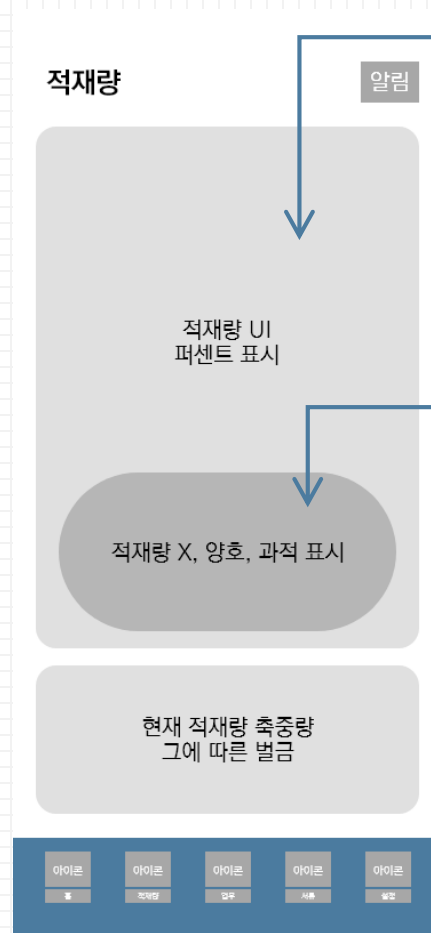 적재량
알림
적재량 UI
퍼센트 표시
적재량 X, 양호, 과적 표시
현재 적재량 축중량
그에 따른 벌금
아이콘 아이콘 아이콘 아이콘 아이콘
홈 적재량 업무 서류 설정